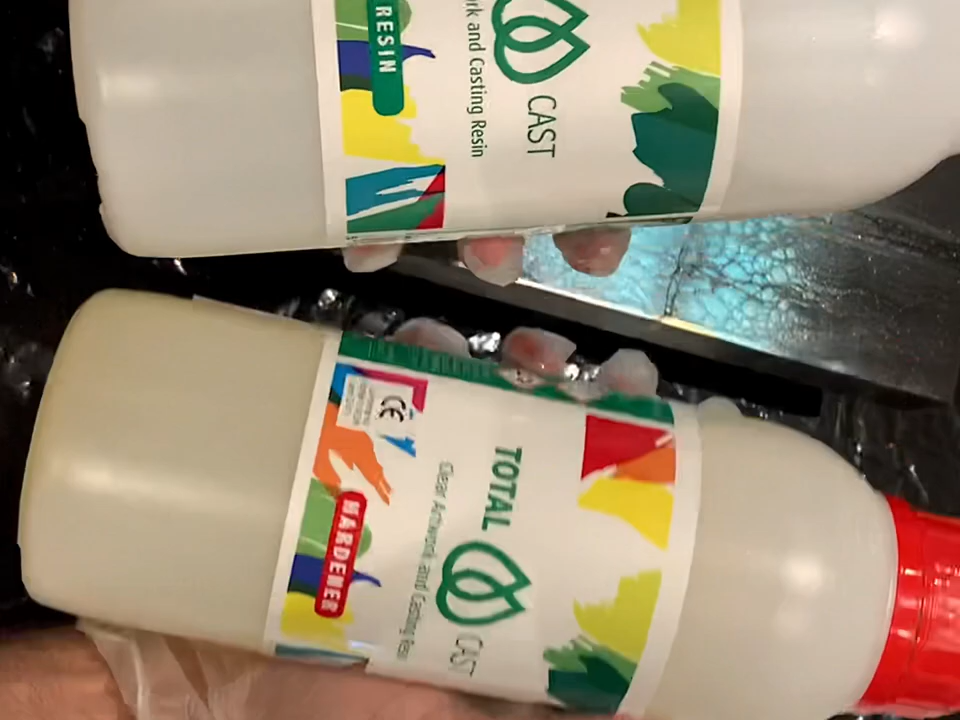 RESIN
CAST
rk and Casting Resin
CE
HARDENER
TOTAL
CAST
Clear Artwork and Casting Resin